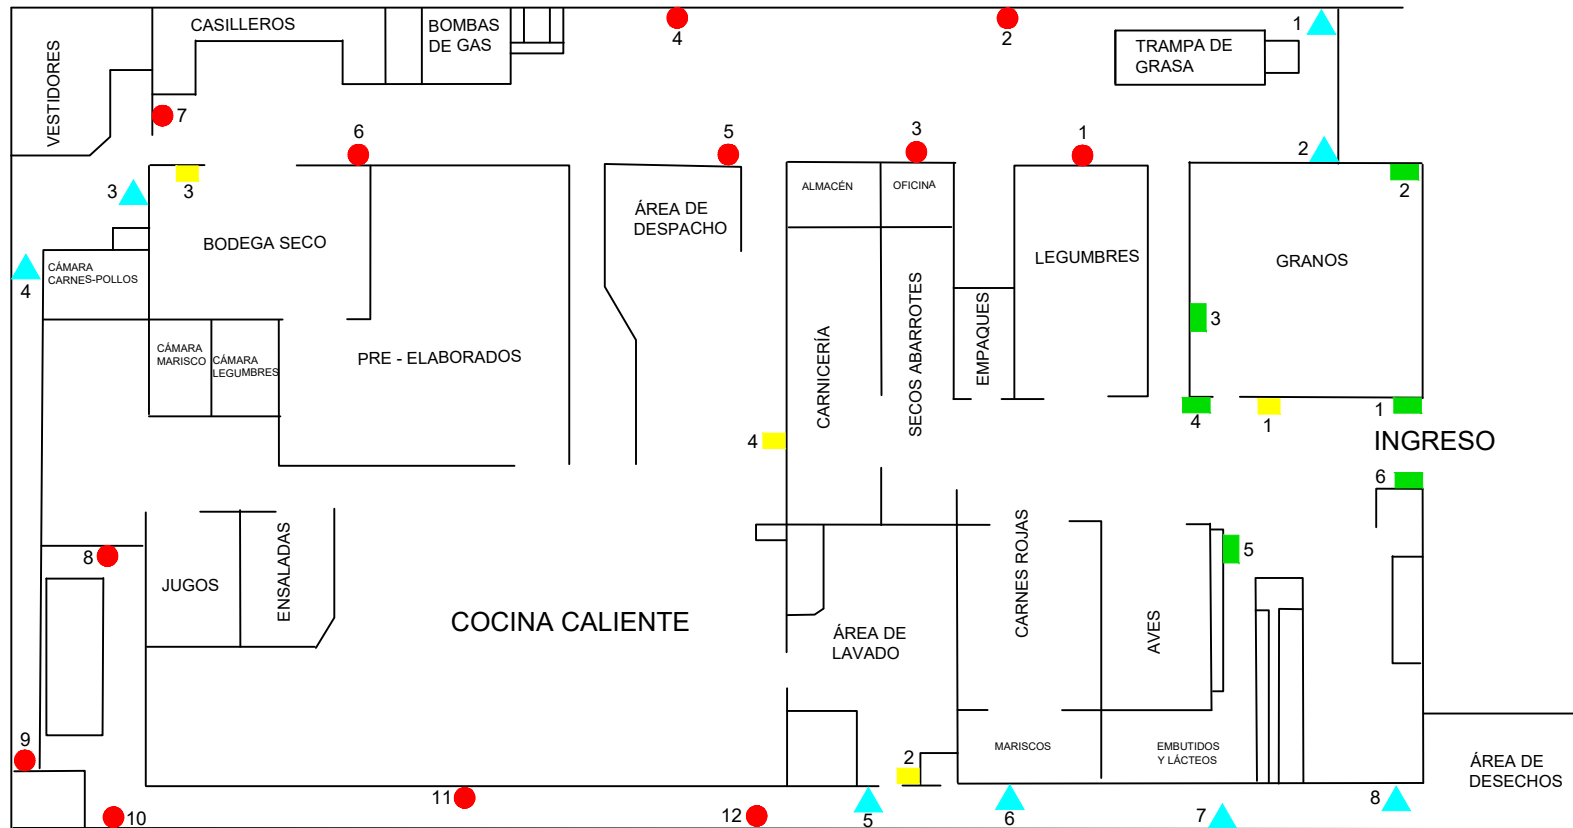 CASILLEROS
BOMBAS
DE GAS
4
2
1
TRAMPA DE
GRASA
VESTIDORES
7
6
5
3
1
2
3
3
ALMACÉN
OFICINA
2
ÁREA DE
DESPACHO
BODEGA SECO
LEGUMBRES
GRANOS
CÁMARA
CARNES-POLLOS
4
3
SECOS ABARROTES
EMPAQUES
CARNICERÍA
CÁMARA
MARISCO
CÁMARA
LEGUMBRES
PRE - ELABORADOS
4
4
1
1
INGRESO
6
8
JUGOS
ENSALADAS
COCINA CALIENTE
ÁREA DE
LAVADO
CARNES ROJAS
AVES
5
9
2
MARISCOS
EMBUTIDOS
Y LÁCTEOS
ÁREA DE
DESECHOS
10
11
12
5
6
7
8